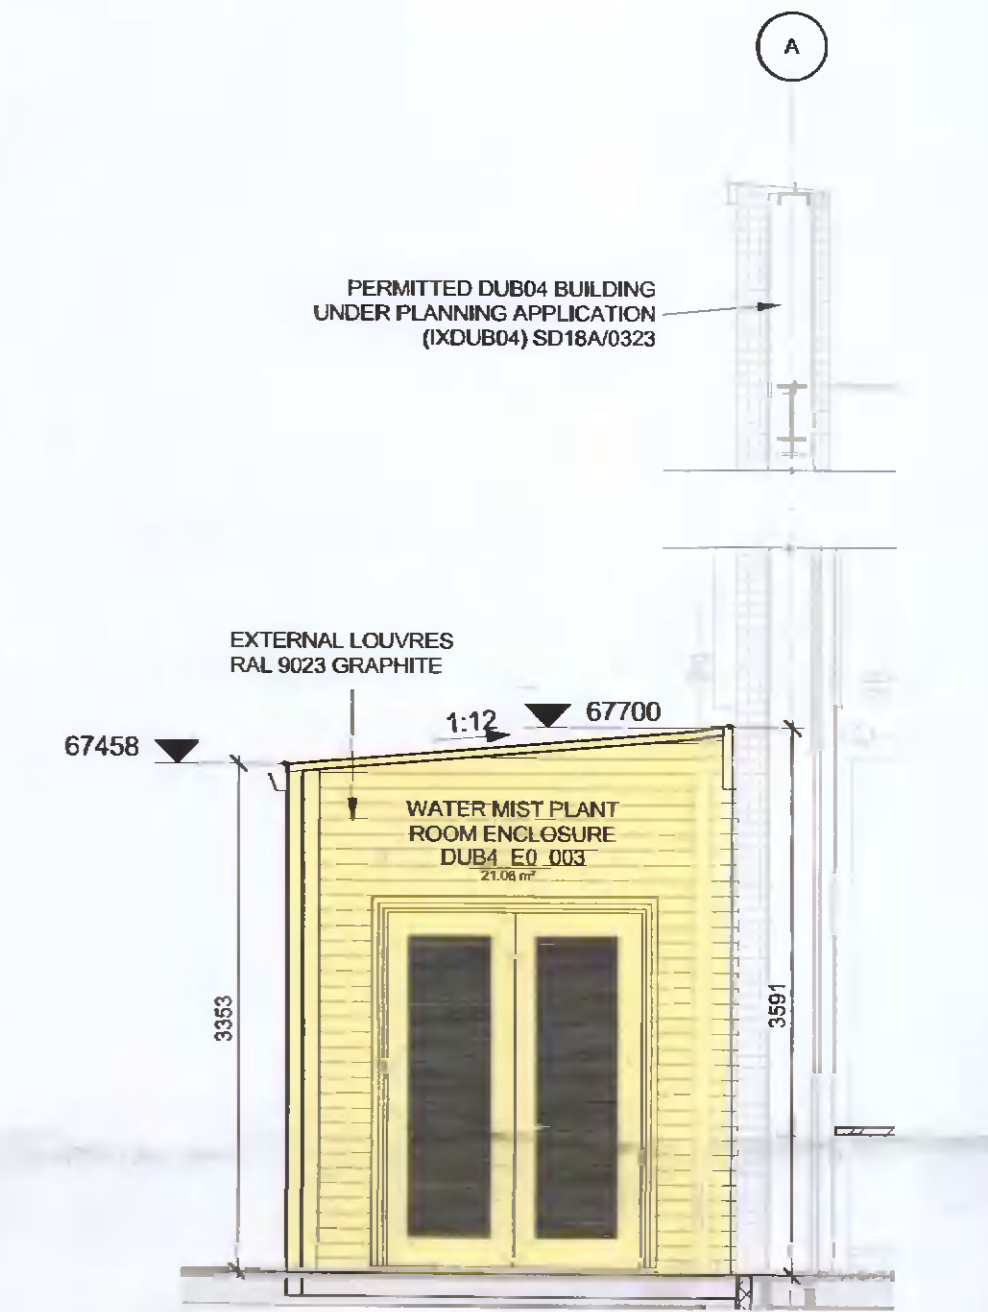 A
PERMITTED DUB04 BUILDING
UNDER PLANNING APPLICATION
(IXDUB04) SD18A/0323
EXTERNAL LOUVRES
RAL 9023 GRAPHITE
67458
1:12
67700
WATER MIST PLANT
ROOM ENCLOSURE
DUB4_E0_003
21.06 m²
3353
3591